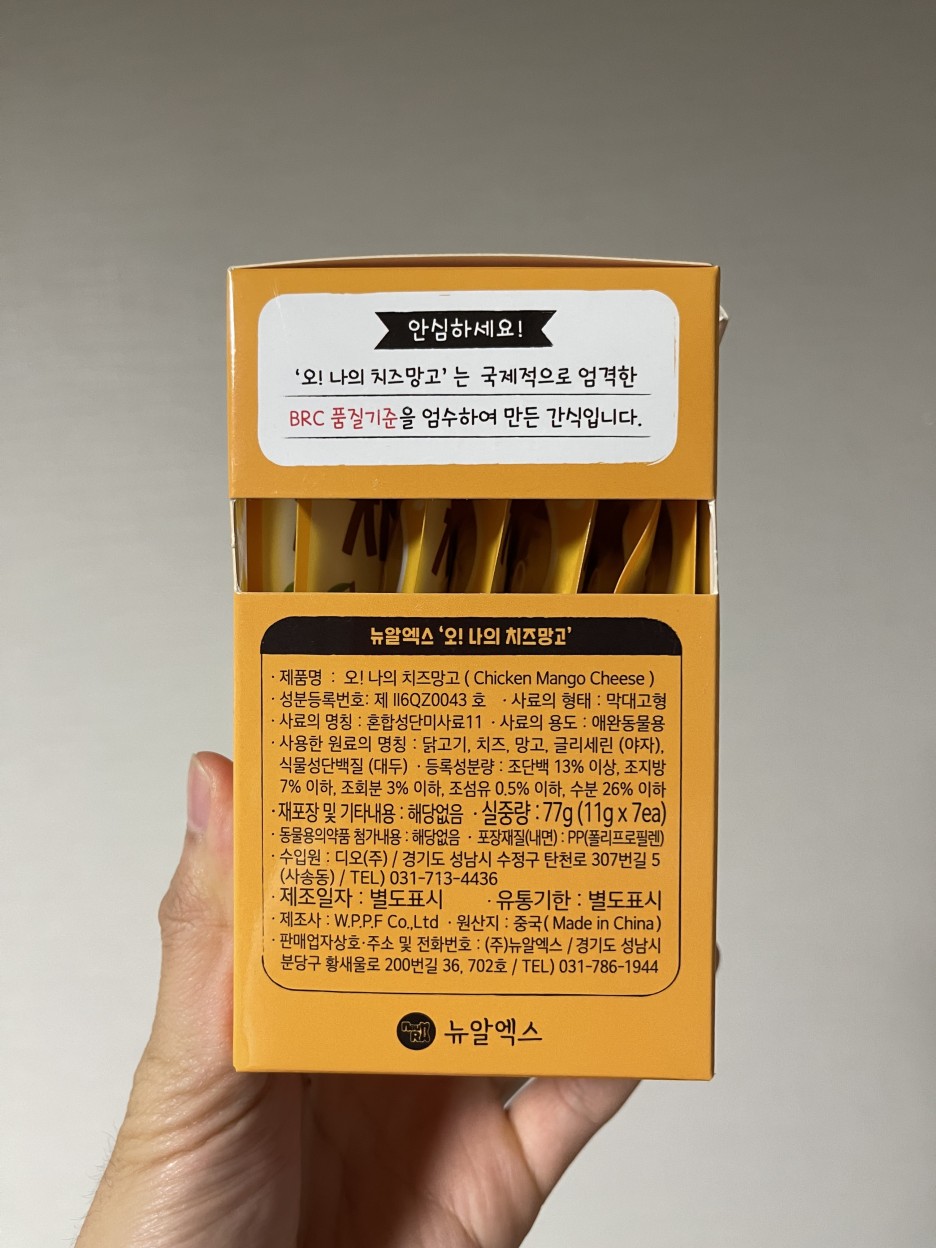 안심하세요!
‘오! 나의 치즈망고’ 는 국제적으로 엄격한
BRC 품질기준을 엄수하여 만든 간식입니다.
뉴알엑스 ‘오! 나의 치즈망고’
· 제품명 : 오! 나의 치즈망고 ( Chicken Mango Cheese )
· 성분등록번호: 제 II6QZ0043 호 · 사료의 형태 : 막대고형
· 사료의 명칭 : 혼합성단미사료11 · 사료의 용도 : 애완동물용
· 사용한 원료의 명칭 : 닭고기, 치즈, 망고, 글리세린 (야자),
식물성단백질 (대두) · 등록성분량 : 조단백 13% 이상, 조지방
7% 이하, 조회분 3% 이하, 조섬유 0.5% 이하, 수분 26% 이하
· 재포장 및 기타내용 : 해당없음 · 실중량 : 77g (11g x 7ea)
· 동물용의약품 첨가내용 : 해당없음 · 포장재질(내면) : PP(폴리프로필렌)
· 수입원 : 디오(주) / 경기도 성남시 수정구 탄천로 307번길 5
(사송동) / TEL) 031-713-4436
· 제조일자 : 별도표시 · 유통기한 : 별도표시
· 제조사 : W.P.P.F Co.,Ltd · 원산지 : 중국( Made in China )
· 판매업자상호·주소 및 전화번호 : (주)뉴알엑스 / 경기도 성남시
분당구 황새울로 200번길 36, 702호 / TEL) 031-786-1944
뉴알엑스